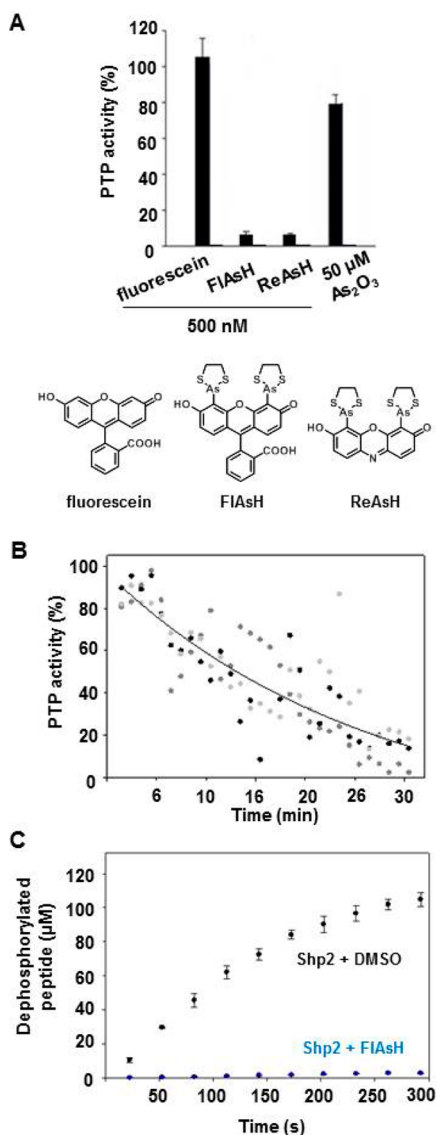 A
PTP activity (%)
120
100
80
60
40
20
0
fluorescein
FlAsH
ReAsH
50 µM
As2O3
500 nM
HO O O
COOH
fluorescein
S S S S
As As
HO O O
COOH
FlAsH
S S S S
As As
HO O O
N
ReAsH
B
PTP activity (%)
100
80
60
40
20
0
6 10 16 20 26 30
Time (min)
C
Dephosphorylated
peptide (µM)
120
100
80
60
40
20
0
Shp2 + DMSO
Shp2 + FlAsH
50 100 150 200 250 300
Time (s)